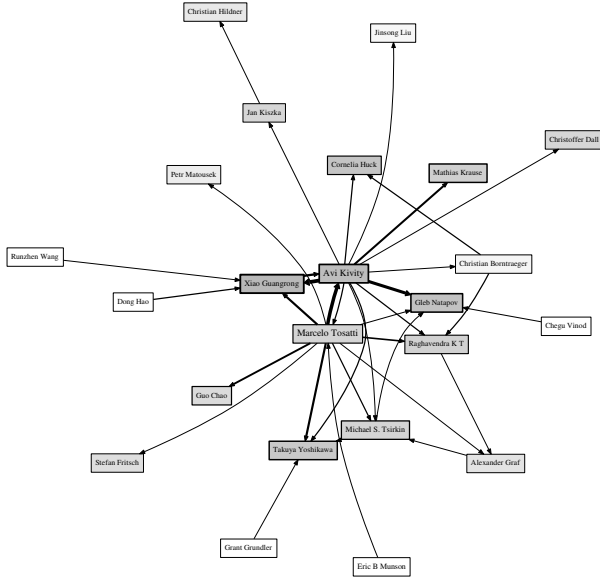 Christian Hildner
Jinsong Liu
Jan Kiszka
Christoffer Dall
Cornelia Huck
Mathias Krause
Petr Matousek
Runzhen Wang
Christian Borntraeger
Avi Kivity
Xiao Guangrong
Dong Hao
Gleb Natapov
Chegu Vinod
Marcelo Tosatti
Raghavendra K T
Guo Chao
Michael S. Tsirkin
Takuya Yoshikawa
Stefan Fritsch
Alexander Graf
Grant Grundler
Eric B Munson